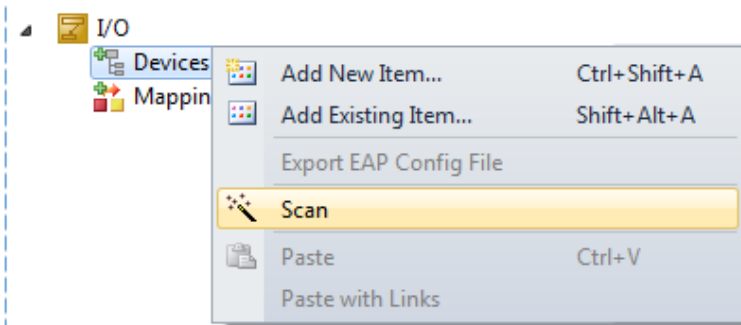 I/O
Devices
Mappin
Add New Item... Ctrl+Shift+A
Add Existing Item... Shift+Alt+A
Export EAP Config File
Scan
Paste Ctrl+V
Paste with Links